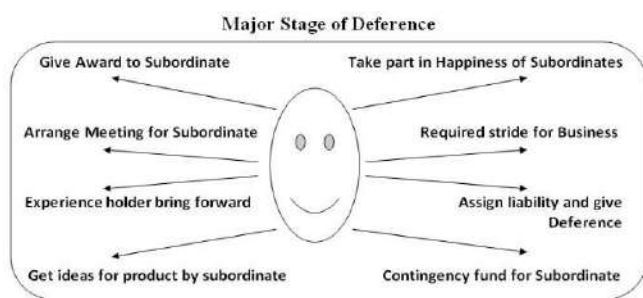 Major Stage of Deference
Give Award to Subordinate
Take part in Happiness of Subordinates
Arrange Meeting for Subordinate
Required stride for Business
Experience holder bring forward
Assign liability and give
Deference
Get ideas for product by subordinate
Contingency fund for Subordinate